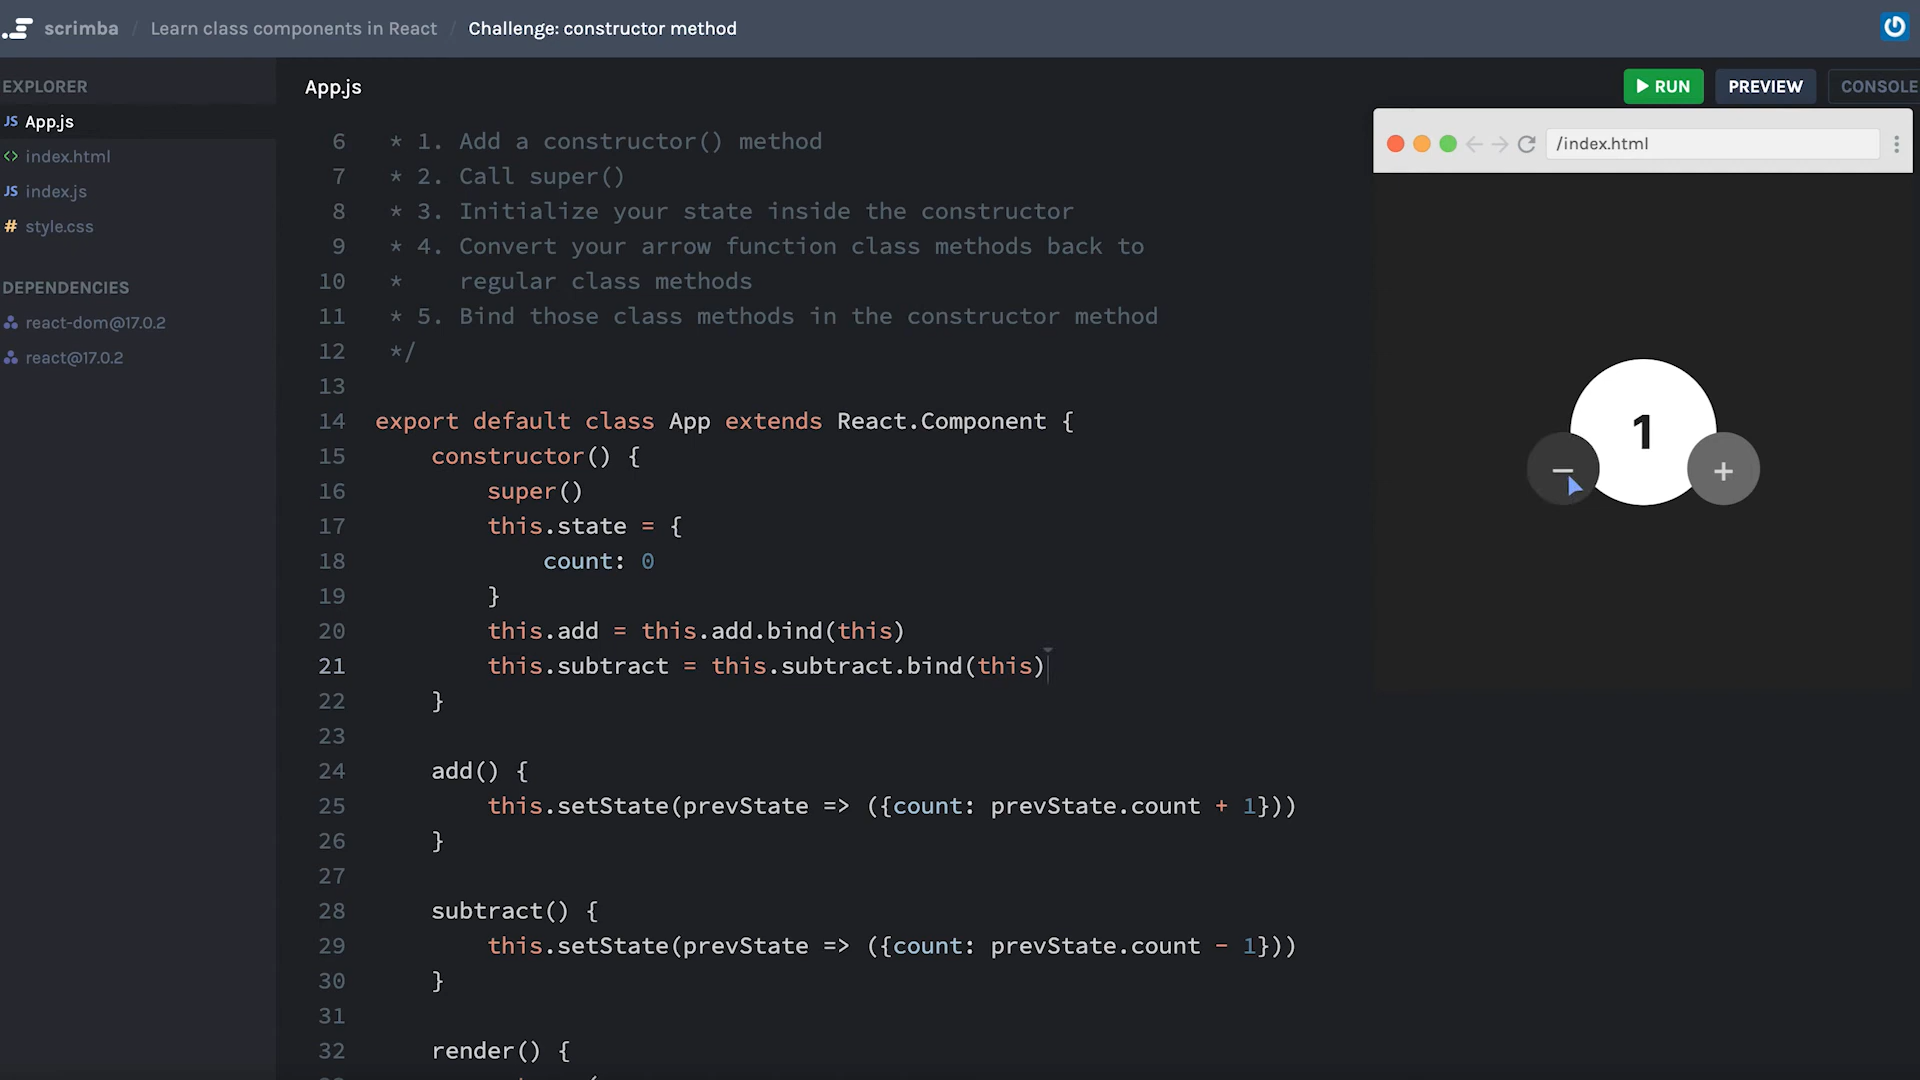 scrimba / Learn class components in React / Challenge: constructor method
EXPLORER
JS App.js
<> index.html
JS index.js
# style.css
DEPENDENCIES
react-dom@17.0.2
react@17.0.2
App.js
RUN
PREVIEW
CONSOLE
6 * 1. Add a constructor() method
7 * 2. Call super()
8 * 3. Initialize your state inside the constructor
9 * 4. Convert your arrow function class methods back to
10 * regular class methods
11 * 5. Bind those class methods in the constructor method
12 */
13
14 export default class App extends React.Component {
15 constructor() {
16 super()
17 this.state = {
18 count: 0
19 }
20 this.add = this.add.bind(this)
21 this.subtract = this.subtract.bind(this)
22 }
23
24 add() {
25 this.setState(prevState => ({count: prevState.count + 1}))
26 }
27
28 subtract() {
29 this.setState(prevState => ({count: prevState.count - 1}))
30 }
31
32 render() {
/index.html
1
−
+